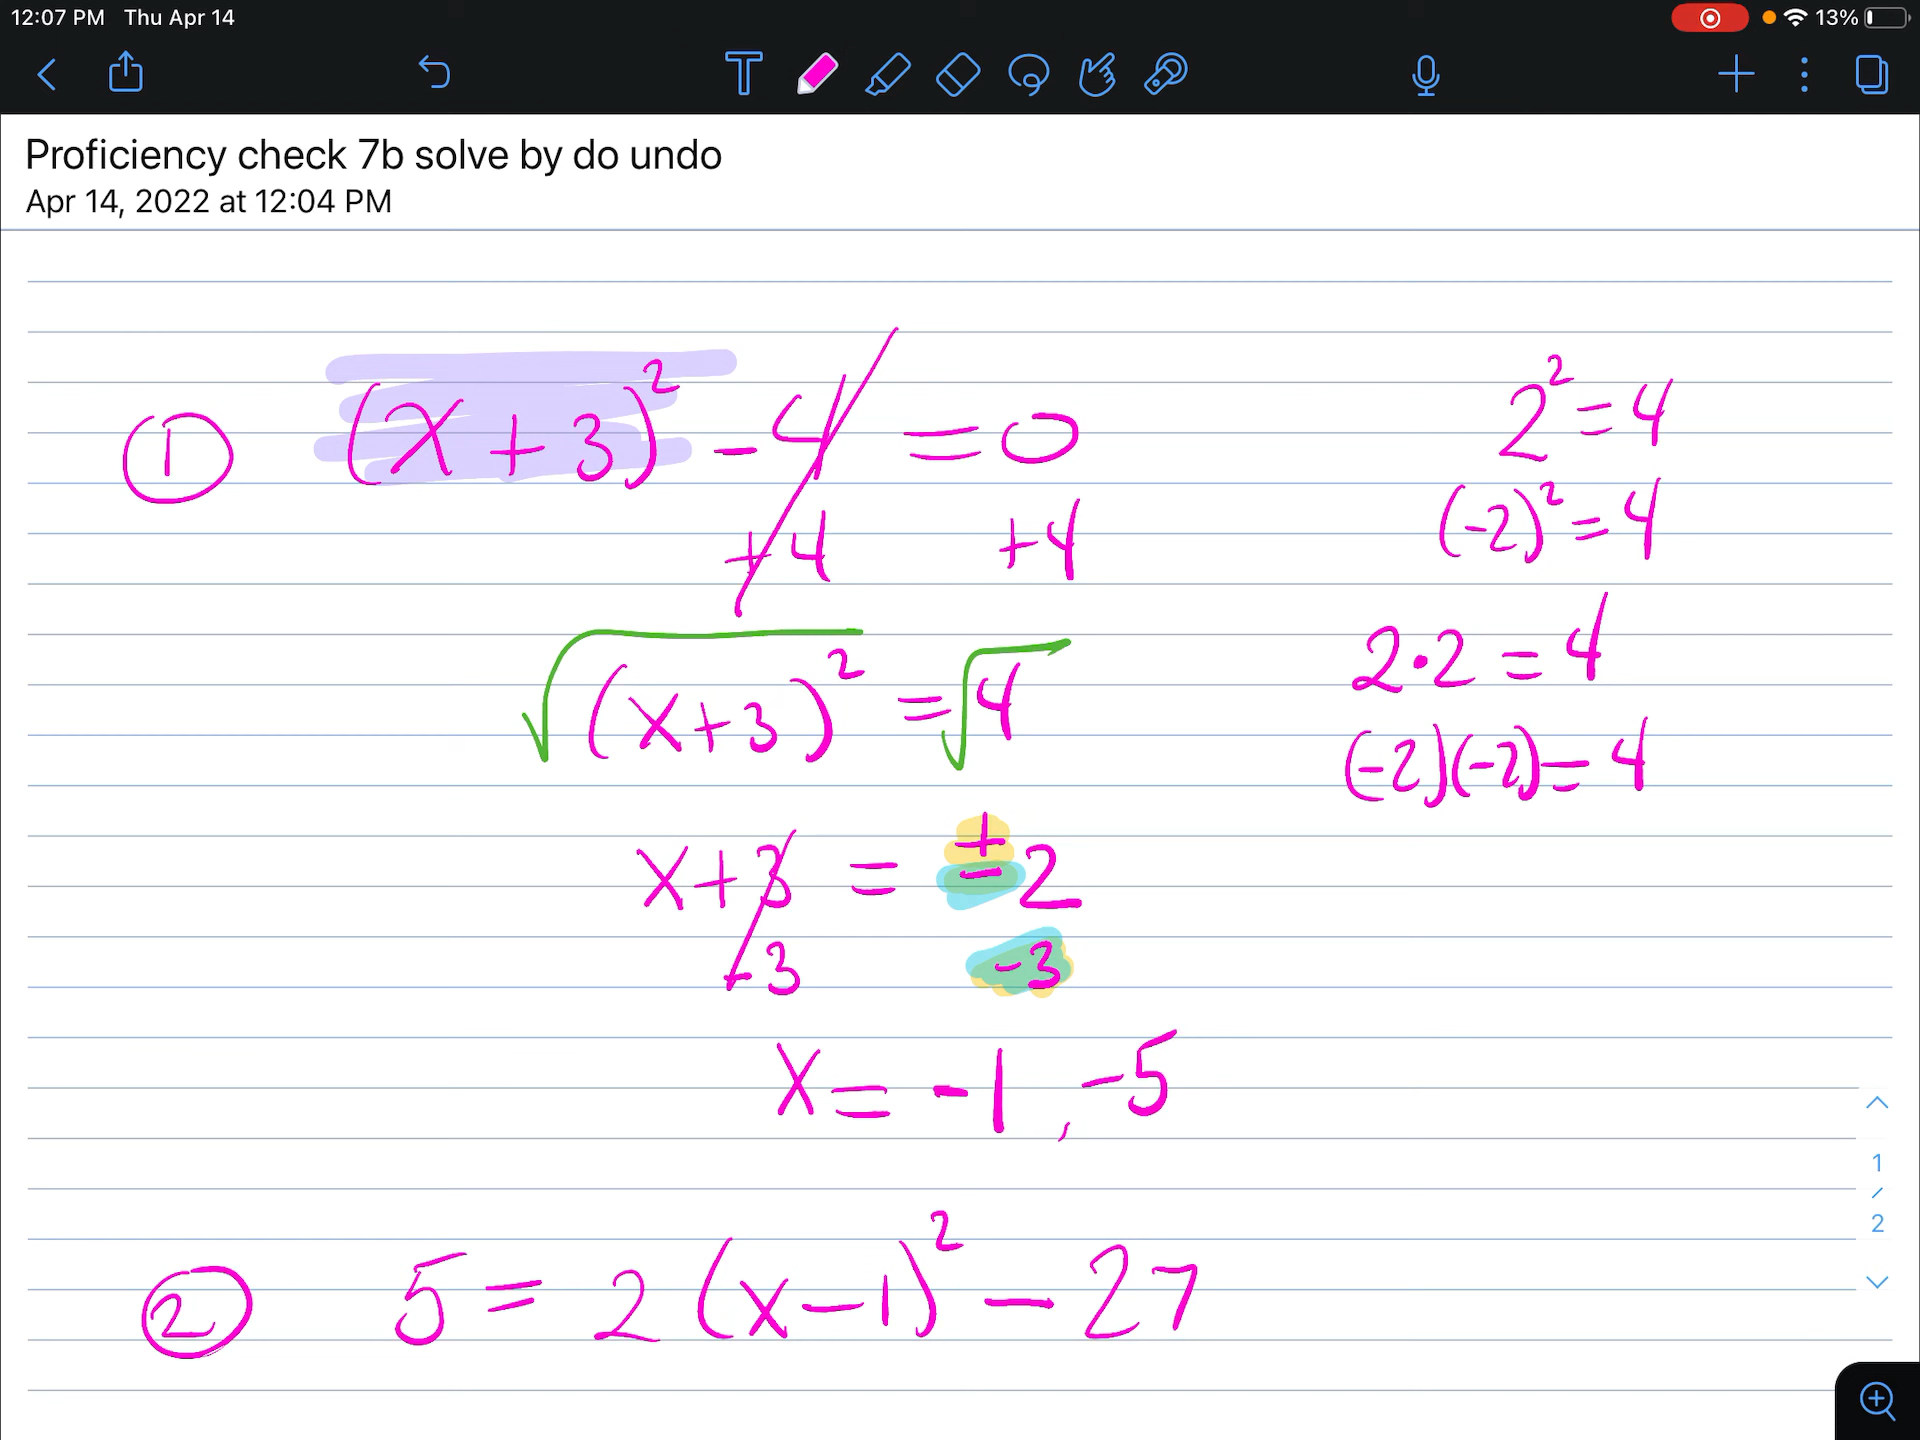 12:07 PM Thu Apr 14 13%
T
Proficiency check 7b solve by do undo
Apr 14, 2022 at 12:04 PM
① (x+3)² -4 = 0
+4 +4
√(x+3)² = √4
x+3 = ±2
-3 -3
x = -1, -5
2² = 4
(-2)² = 4
2·2 = 4
(-2)(-2) = 4
② 5 = 2(x-1)² - 27
1
/
2